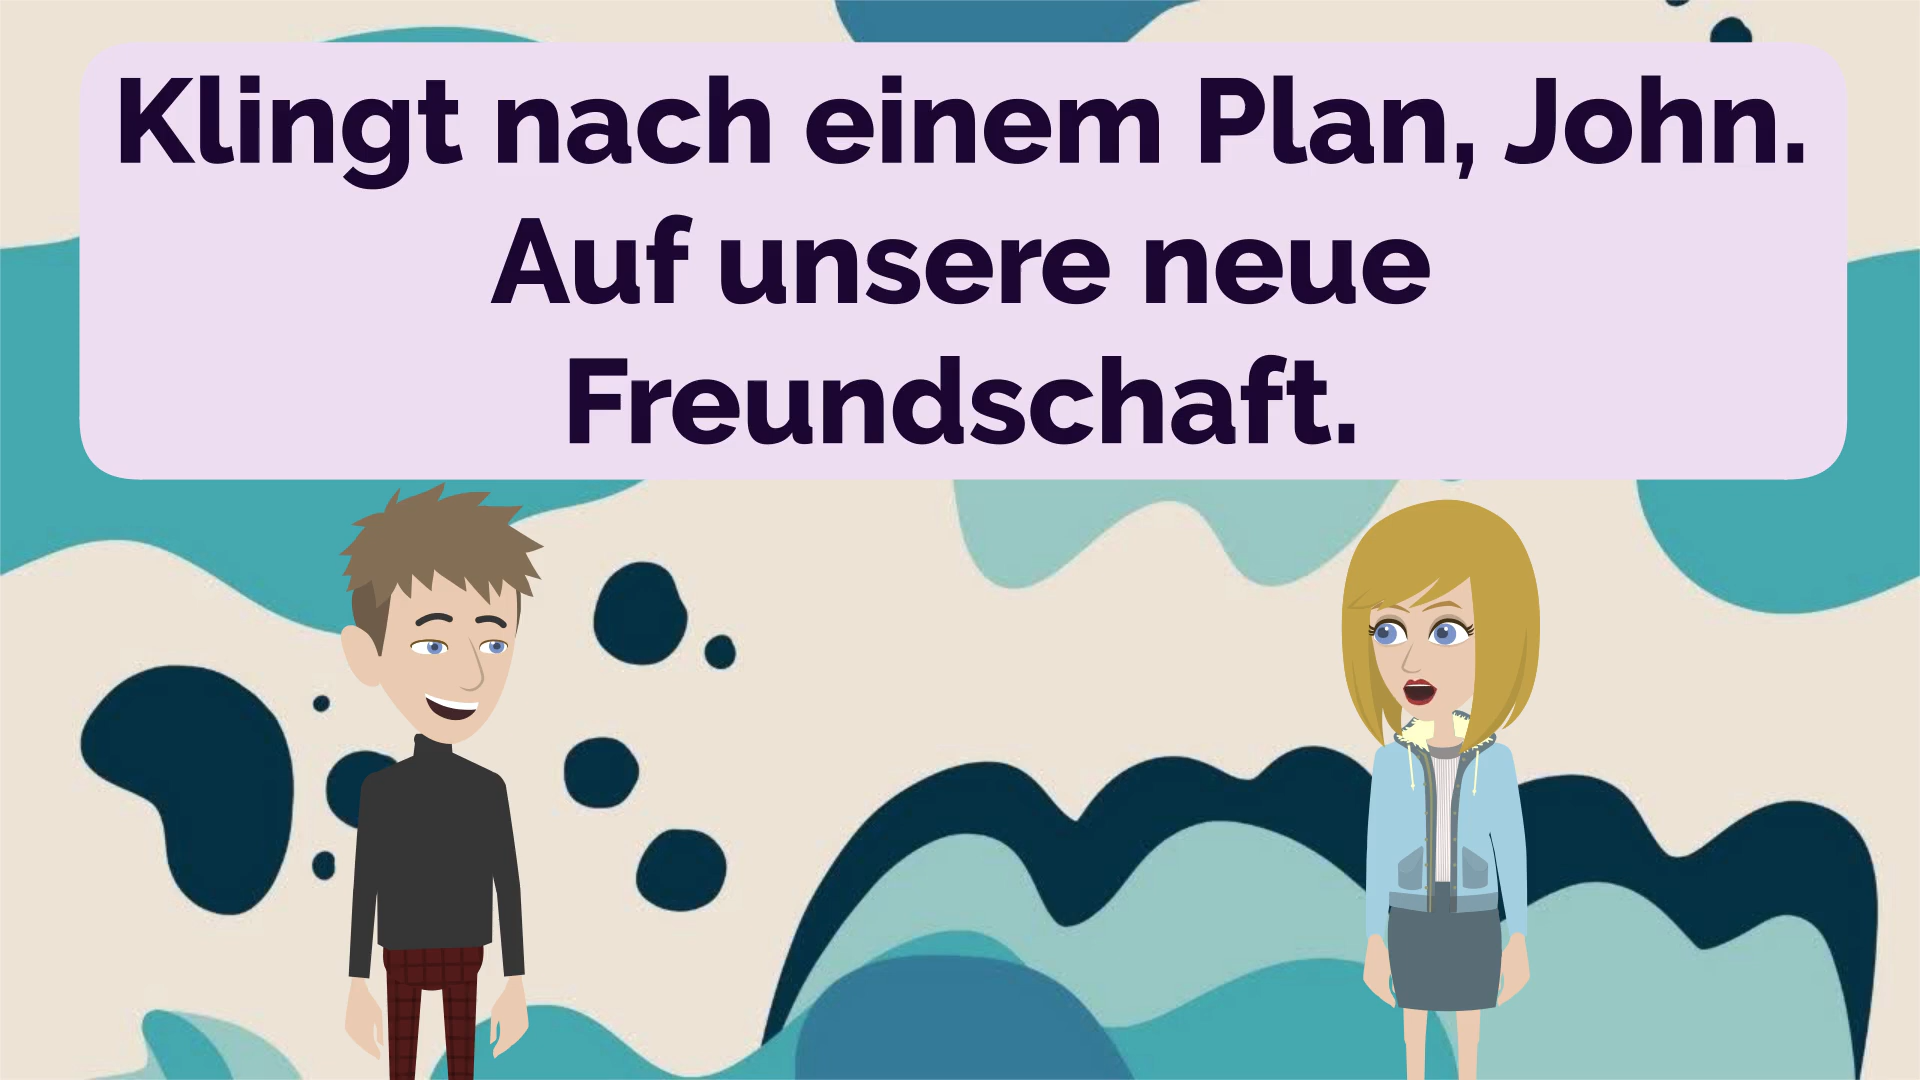 Klingt nach einem Plan, John.
Auf unsere neue
Freundschaft.